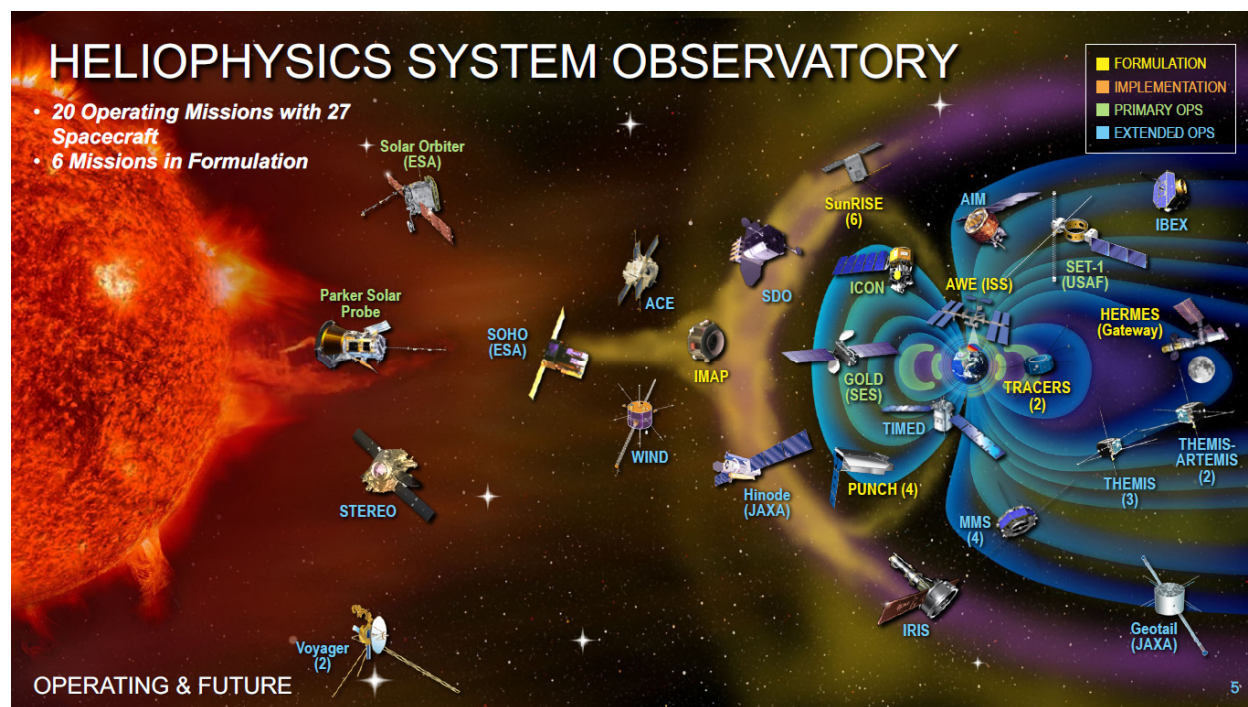 HELIOPHYSICS SYSTEM OBSERVATORY
• 20 Operating Missions with 27
Spacecraft
• 6 Missions in Formulation
FORMULATION
IMPLEMENTATION
PRIMARY OPS
EXTENDED OPS
Solar Orbiter
(ESA)
SunRISE
(6)
AIM
IBEX
SET-1
(USAF)
ACE
SDO
ICON
AWE (ISS)
Parker Solar
Probe
HERMES
(Gateway)
SOHO
(ESA)
IMAP
GOLD
(SES)
TRACERS
(2)
TIMED
WIND
THEMIS-
ARTEMIS
(2)
STEREO
Hinode
(JAXA)
PUNCH (4)
THEMIS
(3)
MMS
(4)
IRIS
Geotail
(JAXA)
Voyager
(2)
OPERATING & FUTURE
5